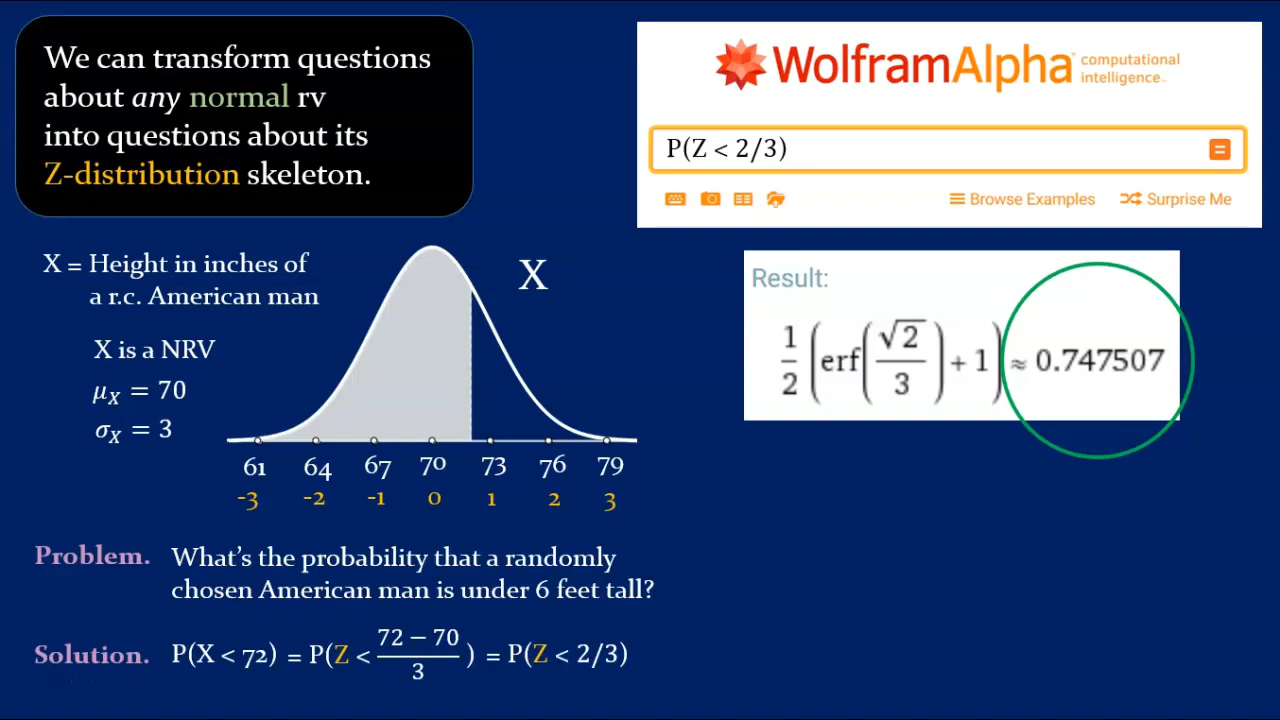 We can transform questions
about any normal rv
into questions about its
Z-distribution skeleton.
WolframAlpha computational
intelligence™
P(Z < 2/3)
=
Browse Examples
Surprise Me
X = Height in inches of
a r.c. American man
X is a NRV
μ_X = 70
σ_X = 3
X
61 64 67 70 73 76 79
-3 -2 -1 0 1 2 3
Result:
1/2 (erf(√2/3) + 1) ≈ 0.747507
Problem. What's the probability that a randomly
chosen American man is under 6 feet tall?
Solution. P(X < 72) = P(Z < (72 − 70)/3 ) = P(Z < 2/3)